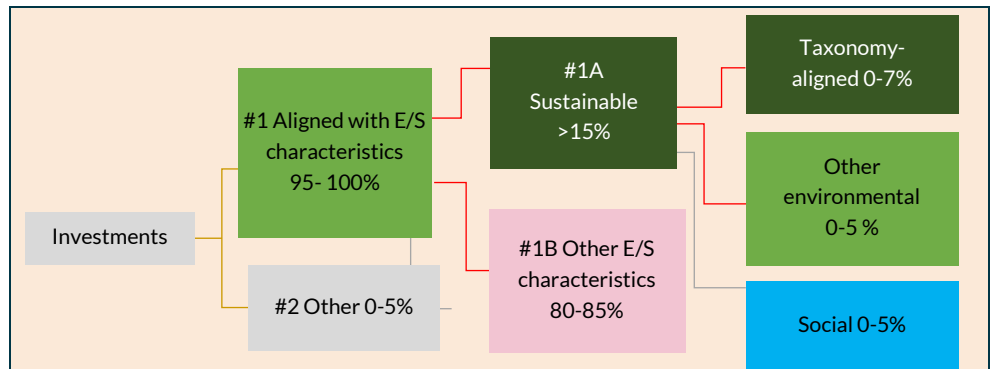 Investments
#1 Aligned with E/S
characteristics
95- 100%
#2 Other 0-5%
#1A
Sustainable
>15%
#1B Other E/S
characteristics
80-85%
Taxonomy-
aligned 0-7%
Other
environmental
0-5 %
Social 0-5%